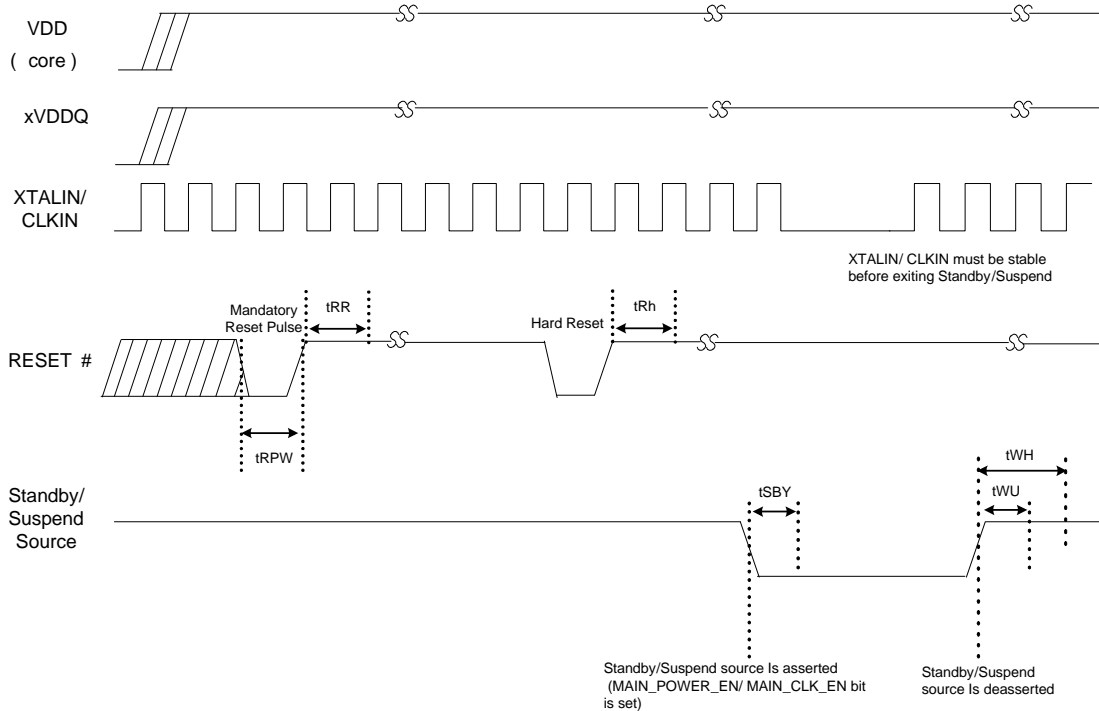 VDD
( core )
xVDDQ
XTALIN/
CLKIN
XTALIN/ CLKIN must be stable
before exiting Standby/Suspend
Mandatory
Reset Pulse
tRR
Hard Reset
tRh
RESET #
tRPW
tWH
Standby/
Suspend
Source
tSBY
tWU
Standby/Suspend source Is asserted
(MAIN_POWER_EN/ MAIN_CLK_EN bit
is set)
Standby/Suspend
source Is deasserted